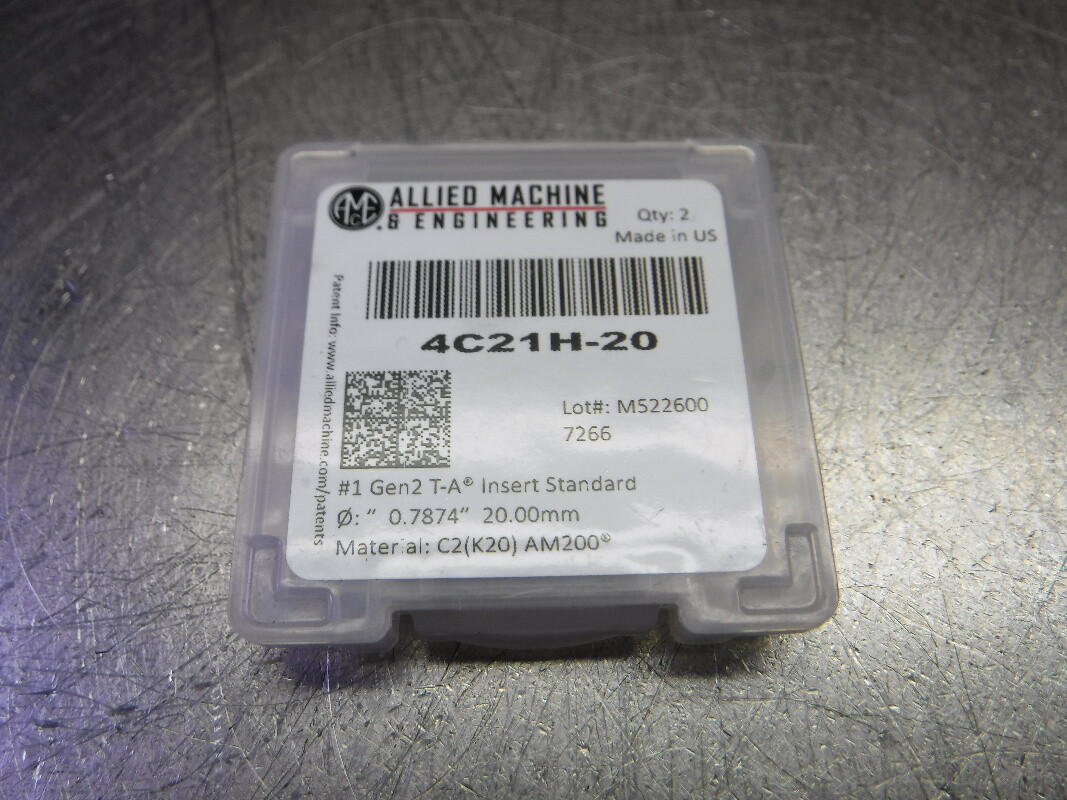 AMEC
ALLIED MACHINE
& ENGINEERING
Qty: 2
Made in US
4C21H-20
Patent Info: www.alliedmachine.com/patents
Lot#: M522600
7266
#1 Gen2 T-A® Insert Standard
Ø: " 0.7874" 20.00mm
Material: C2(K20) AM200®